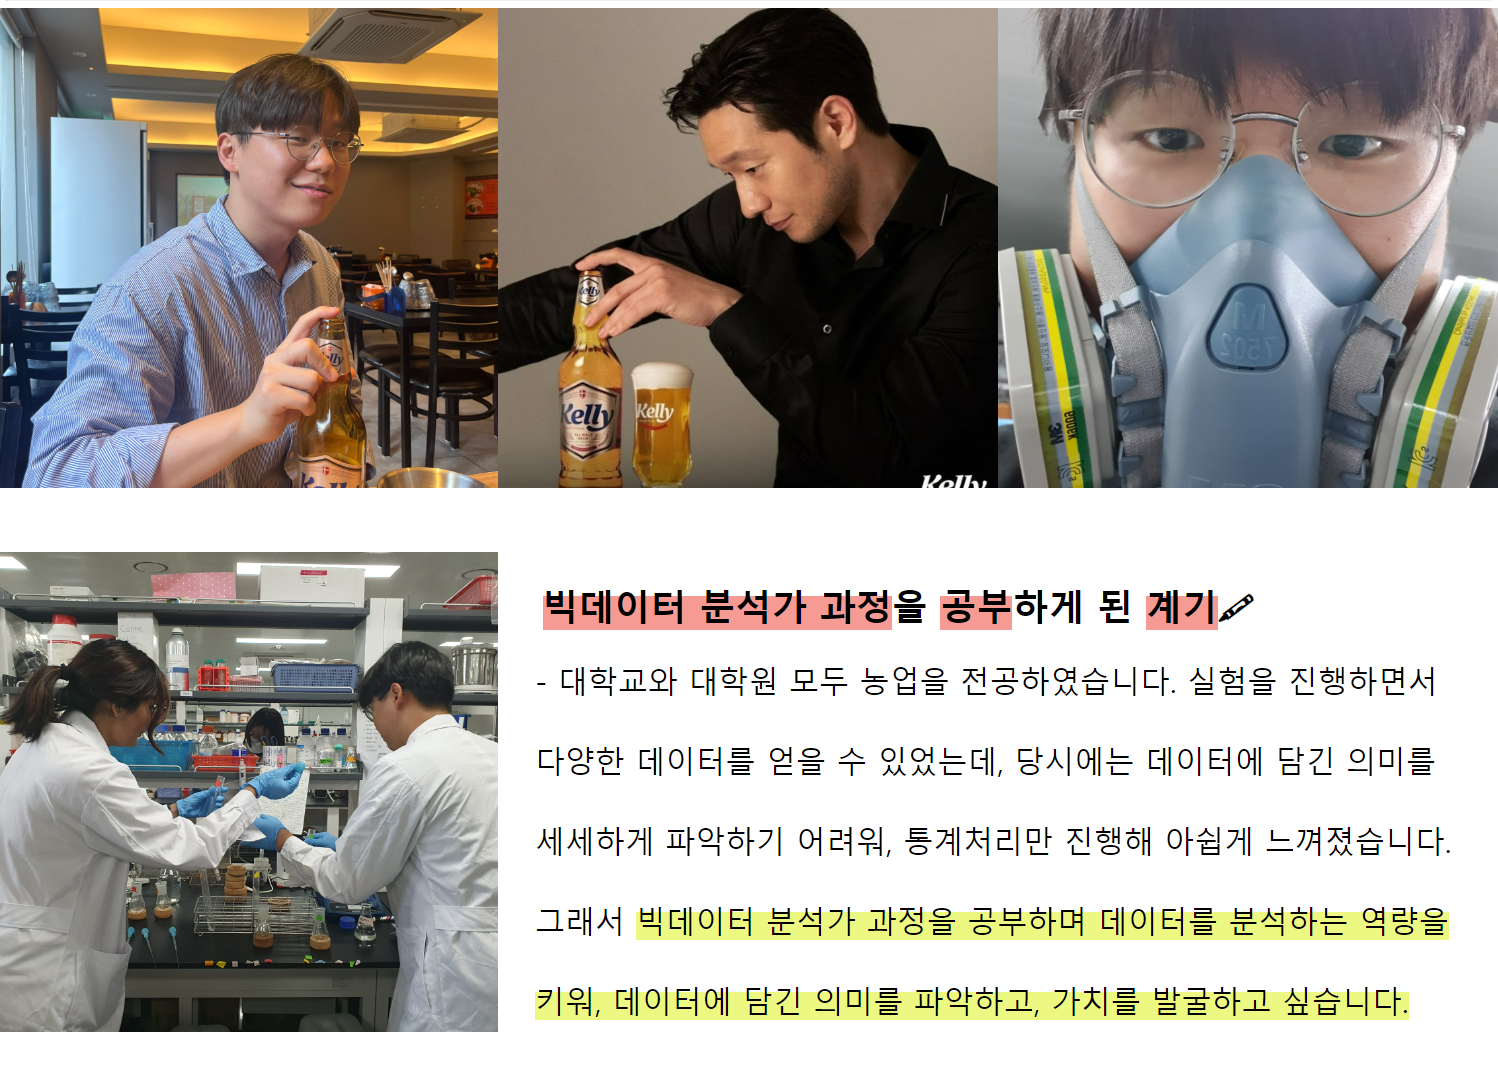 Kelly
Kelly
Kelly
Kelly
Kelly
Kelly
M
7502
3M
빅데이터 분석가 과정을 공부하게 된 계기
- 대학교와 대학원 모두 농업을 전공하였습니다. 실험을 진행하면서
다양한 데이터를 얻을 수 있었는데, 당시에는 데이터에 담긴 의미를
세세하게 파악하기 어려워, 통계처리만 진행해 아쉽게 느껴졌습니다.
그래서 빅데이터 분석가 과정을 공부하며 데이터를 분석하는 역량을
키워, 데이터에 담긴 의미를 파악하고, 가치를 발굴하고 싶습니다.